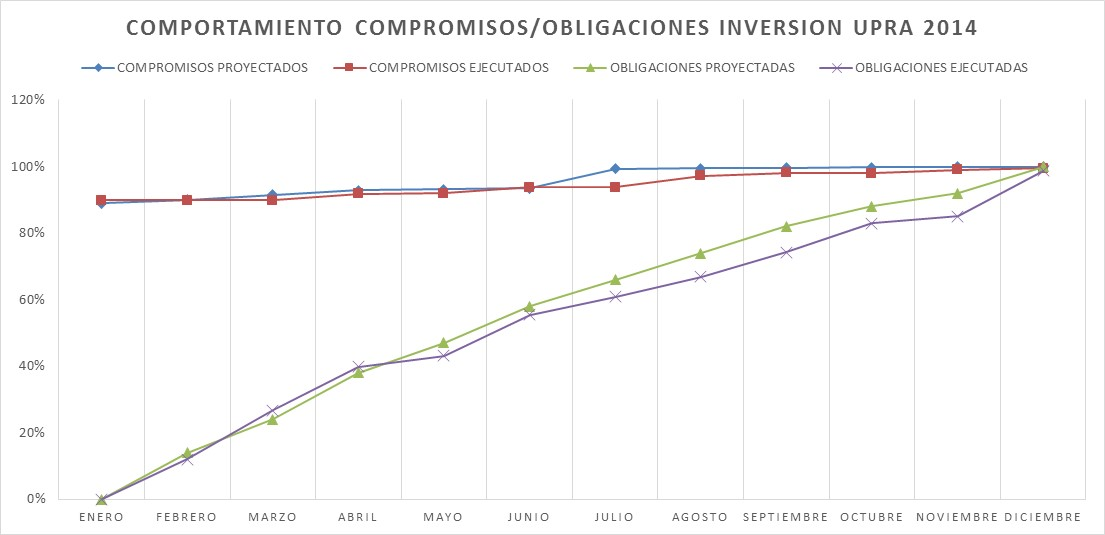 COMPORTAMIENTO COMPROMISOS/OBLIGACIONES INVERSION UPRA 2014
COMPROMISOS PROYECTADOS COMPROMISOS EJECUTADOS OBLIGACIONES PROYECTADAS OBLIGACIONES EJECUTADAS
120%
100%
80%
60%
40%
20%
0%
ENERO FEBRERO MARZO ABRIL MAYO JUNIO JULIO AGOSTO SEPTIEMBRE OCTUBRE NOVIEMBRE DICIEMBRE